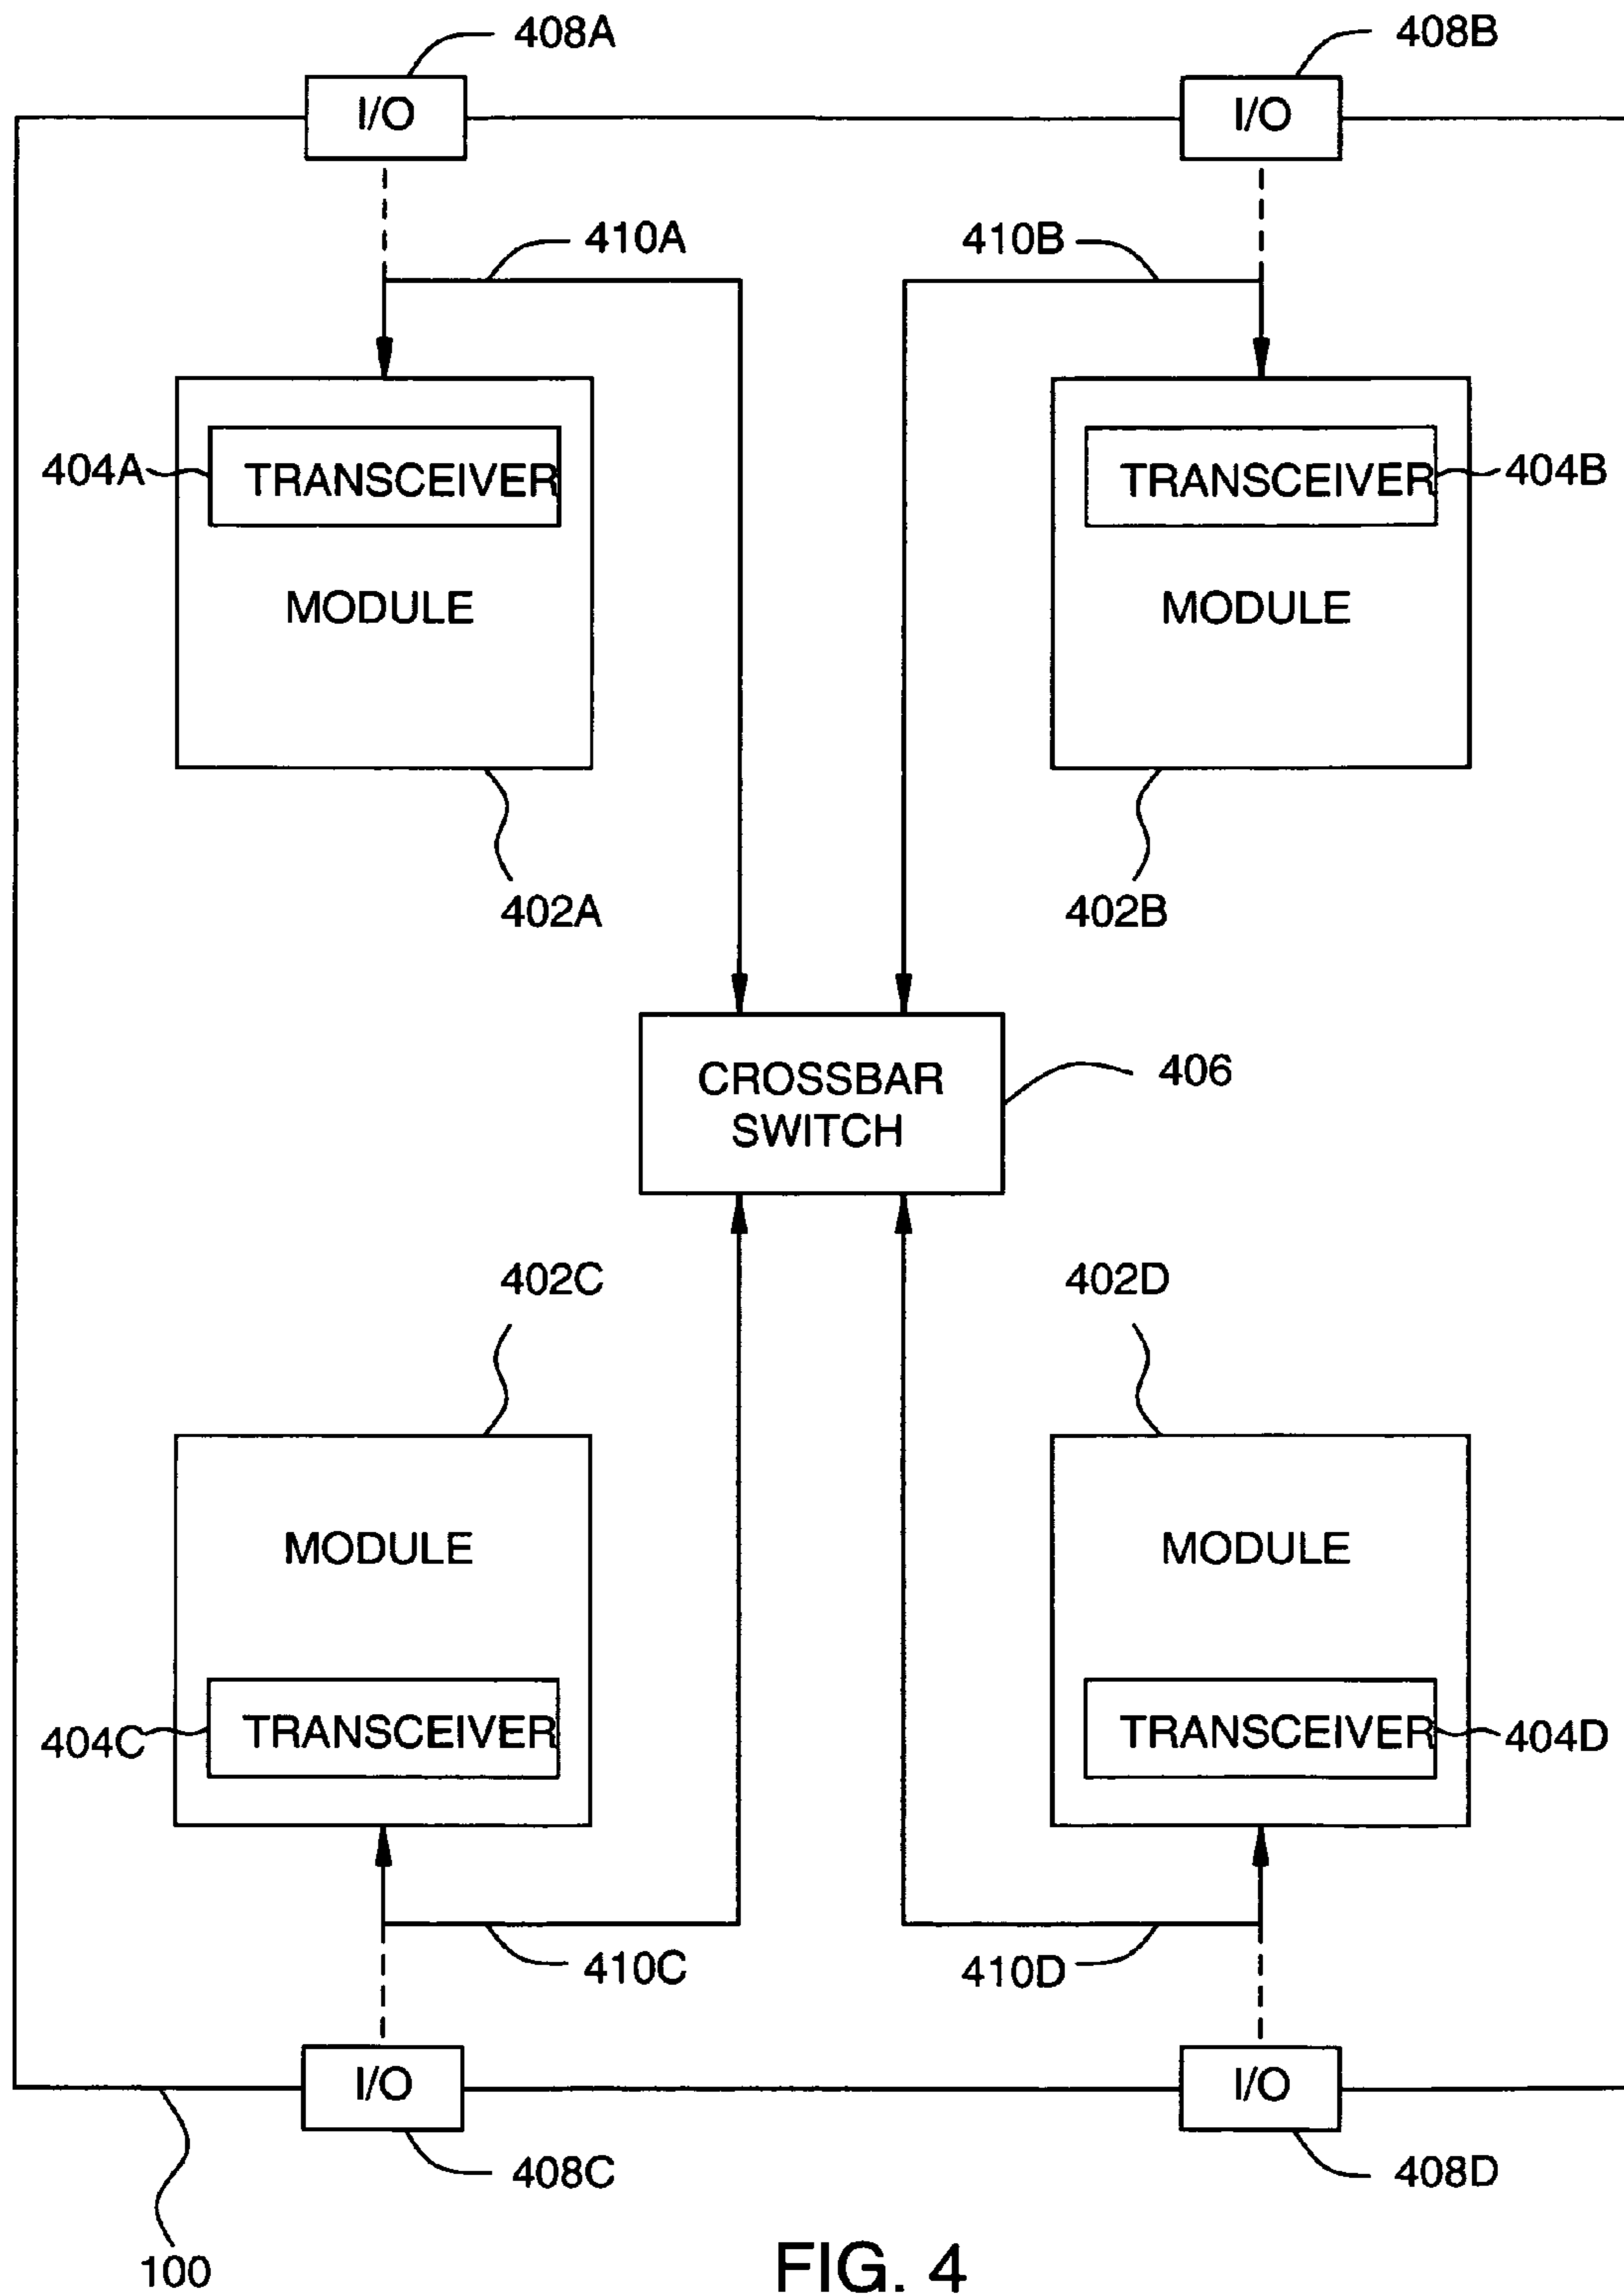 408A
408B
I/O
I/O
410A
410B
404A
TRANSCEIVER
TRANSCEIVER
404B
MODULE
MODULE
402A
402B
CROSSBAR
SWITCH
406
402C
402D
MODULE
MODULE
404C
TRANSCEIVER
TRANSCEIVER
404D
410C
410D
I/O
I/O
408C
408D
100
FIG. 4